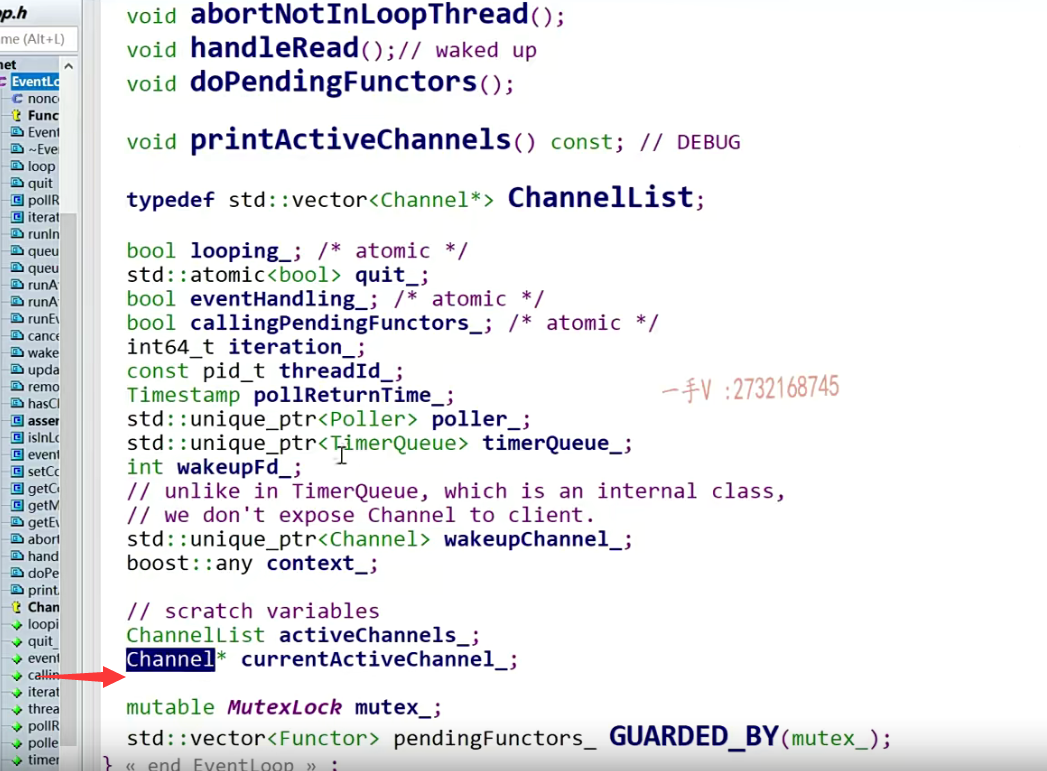 op.h
me (Alt+L)
net
EventLo
nonc
Func
Event
~Eve
loop
quit
pollR
iterat
runIn
queu
queu
runA
runA
runEv
cance
wake
upda
remo
hasCl
asser
isInLo
event
setCo
getCo
getM
getEv
abort
hand
doPe
print.
Chan
loopi
quit_
event
callin
iterat
threa
pollR
polle
timer
void abortNotInLoopThread();
void handleRead();// waked up
void doPendingFunctors();
void printActiveChannels() const; // DEBUG
typedef std::vector<Channel*> ChannelList;
bool looping_; /* atomic */
std::atomic<bool> quit_;
bool eventHandling_; /* atomic */
bool callingPendingFunctors_; /* atomic */
int64_t iteration_;
const pid_t threadId_;
Timestamp pollReturnTime_;
std::unique_ptr<Poller> poller_;
std::unique_ptr<TimerQueue> timerQueue_;
int wakeupFd_;
// unlike in TimerQueue, which is an internal class,
// we don't expose Channel to client.
std::unique_ptr<Channel> wakeupChannel_;
boost::any context_;
// scratch variables
ChannelList activeChannels_;
Channel* currentActiveChannel_;
mutable MutexLock mutex_;
std::vector<Functor> pendingFunctors_ GUARDED_BY(mutex_);
} « end EventLoop » ;
一手V :2732168745